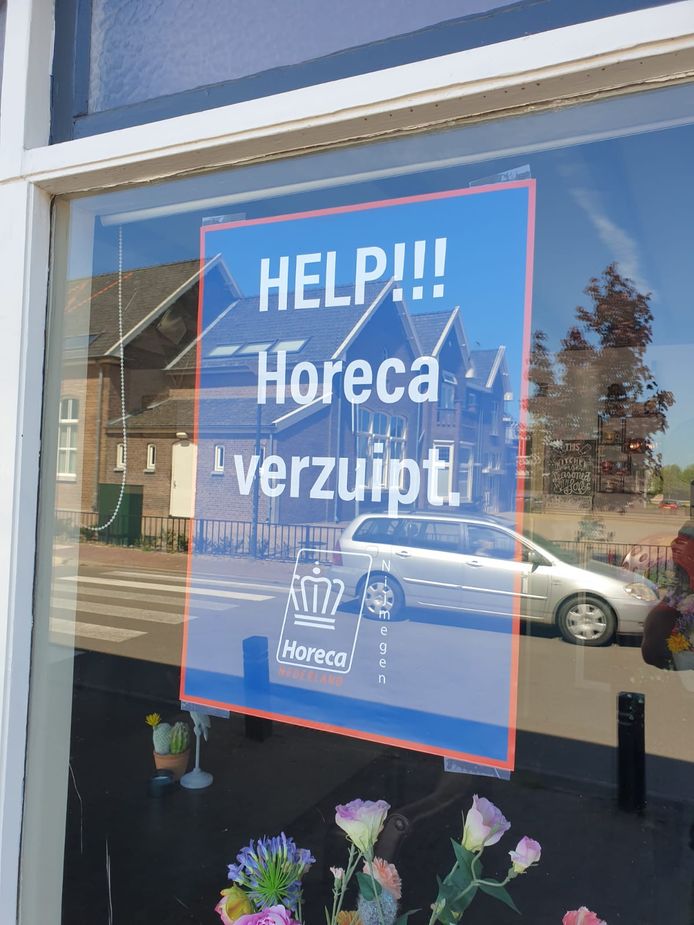 HELP!!!
Horeca
verzuipt.
Horeca
NEDERLAND
Nijmegen